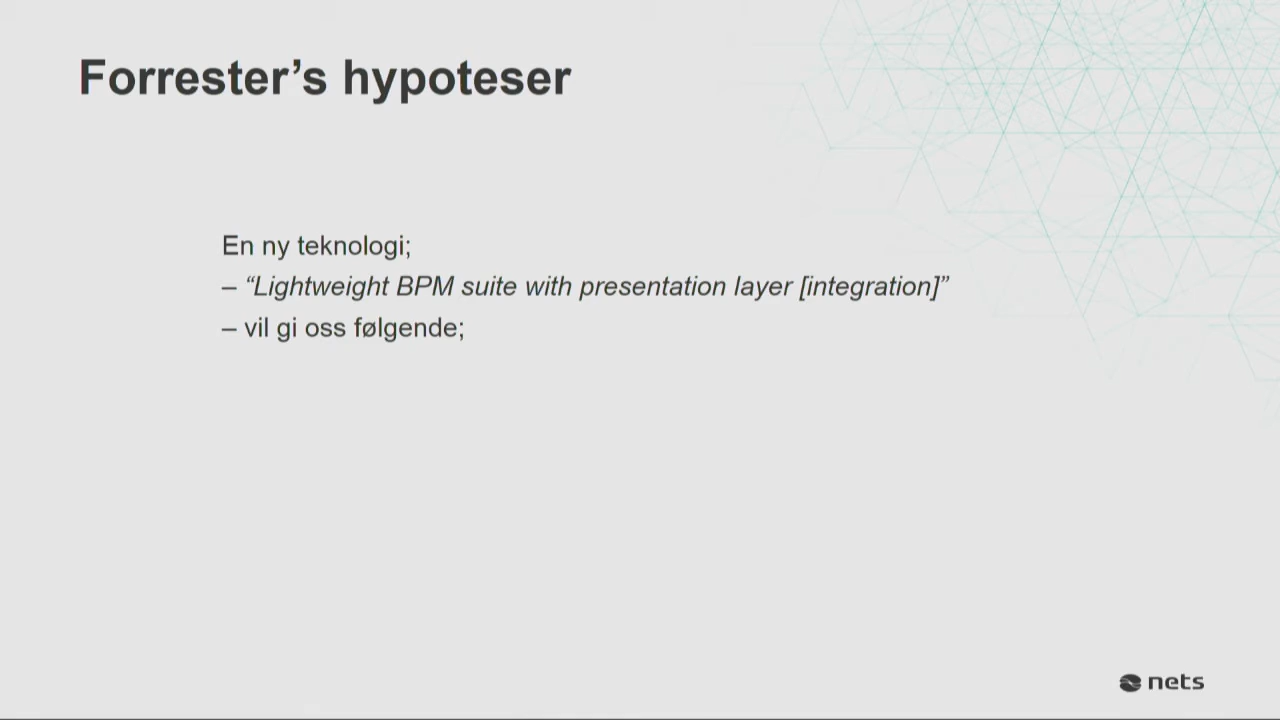 Forrester’s hypoteser
En ny teknologi;
– “Lightweight BPM suite with presentation layer [integration]”
– vil gi oss følgende;
nets